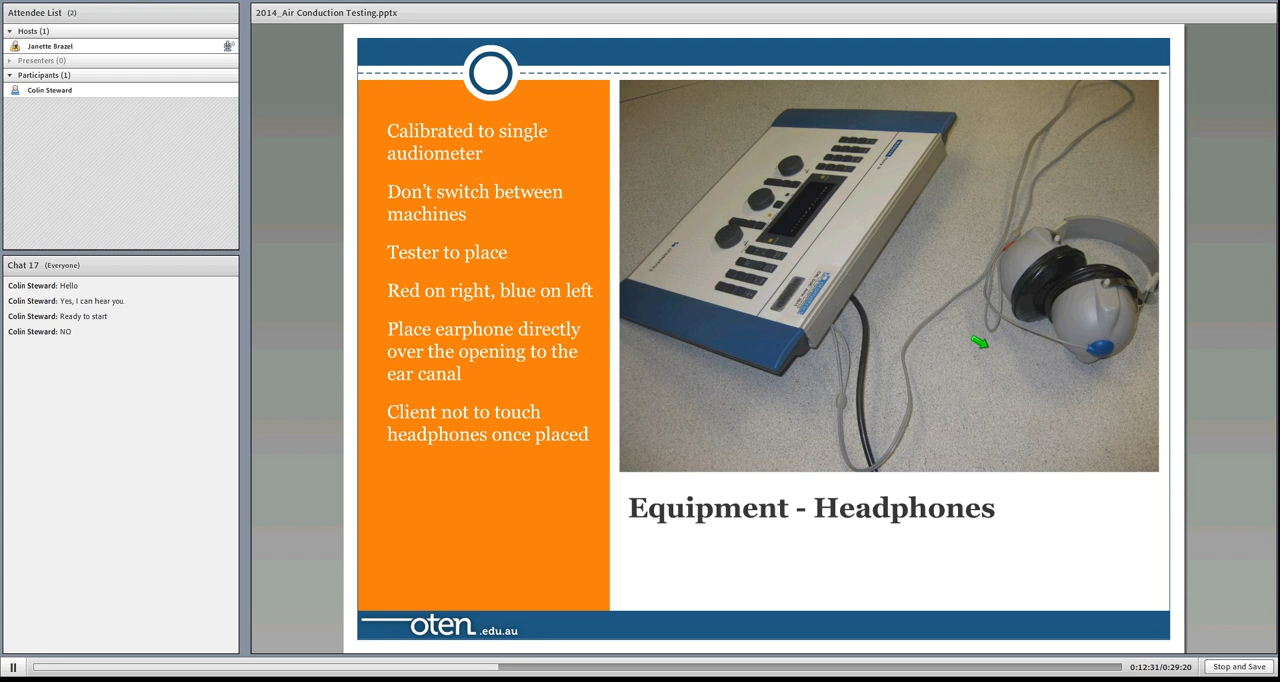 Attendee List (2)
Hosts (1)
Janette Brazel
Presenters (0)
Participants (1)
Colin Steward
Chat 17 (Everyone)
Colin Steward: Hello
Colin Steward: Yes, I can hear you.
Colin Steward: Ready to start
Colin Steward: NO
2014_Air Conduction Testing.pptx
Calibrated to single
audiometer
Don’t switch between
machines
Tester to place
Red on right, blue on left
Place earphone directly
over the opening to the
ear canal
Client not to touch
headphones once placed
Equipment - Headphones
oten.edu.au
0:12:31/0:29:20
Stop and Save